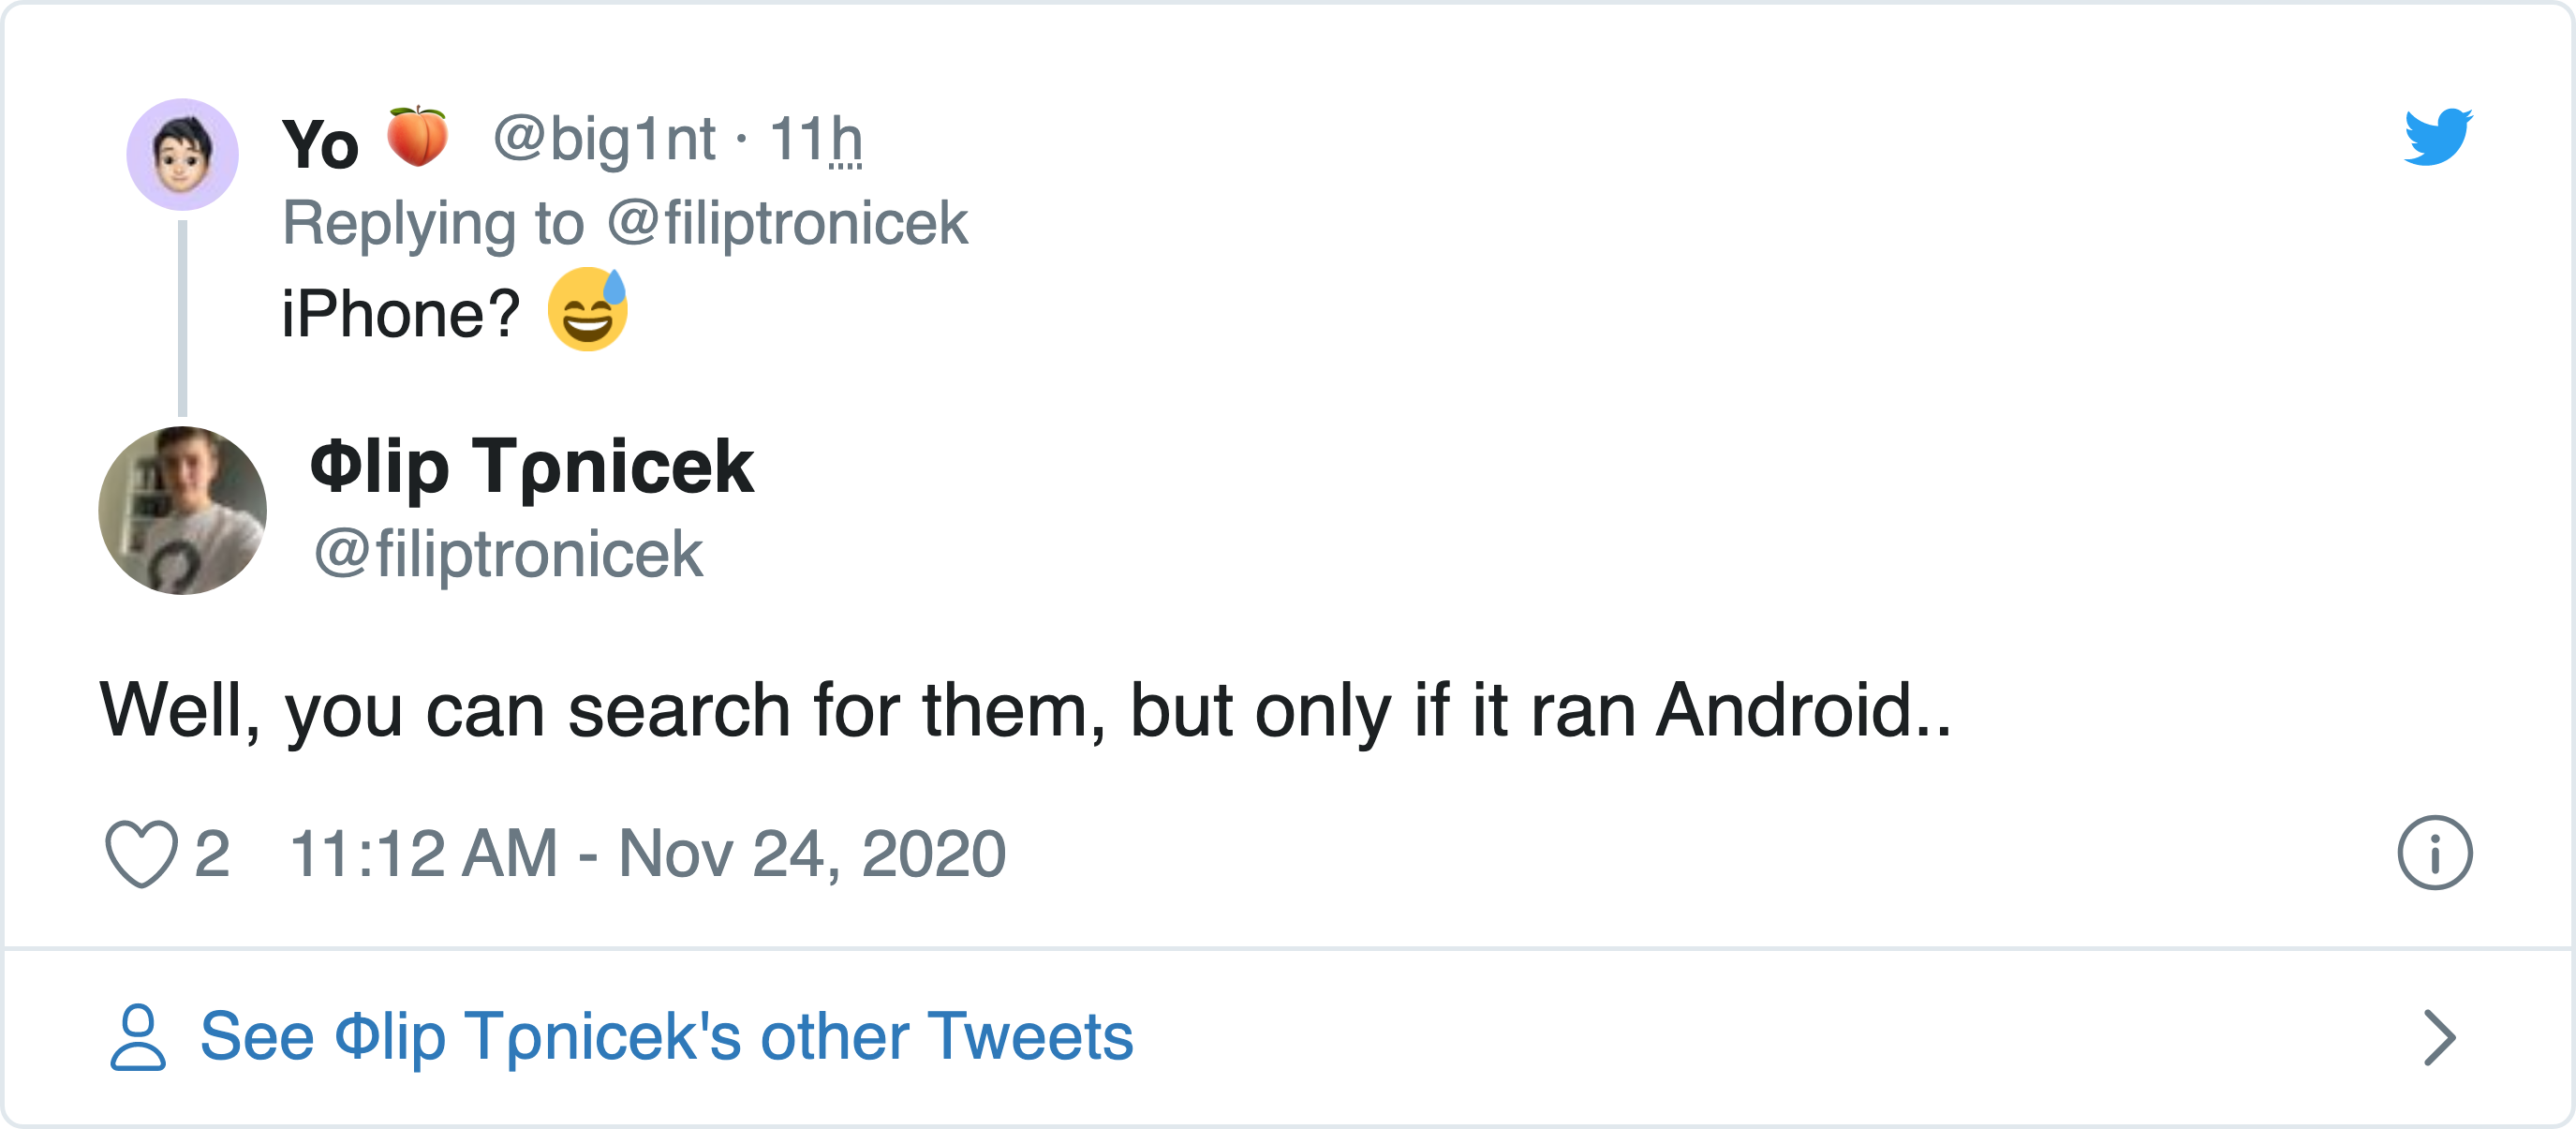 Yo 🍑 @big1nt · 11h
Replying to @filiptronicek
iPhone? 😅
Φlip Tρnicek
@filiptronicek
Well, you can search for them, but only if it ran Android..
2 11:12 AM - Nov 24, 2020
See Φlip Tρnicek's other Tweets